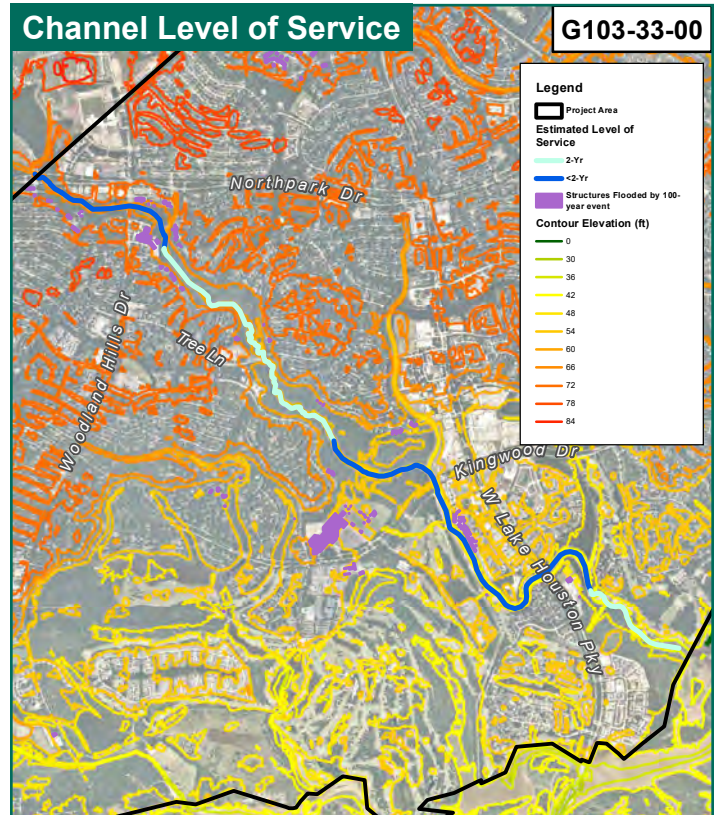 Channel Level of Service
G103-33-00
Legend
Project Area
Estimated Level of
Service
2-Yr
<2-Yr
Structures Flooded by 100-
year event
Contour Elevation (ft)
0
30
36
42
48
54
60
66
72
78
84
Northpark Dr
Woodland Hills Dr
Tree Ln
Kingwood Dr
W Lake Houston Pky